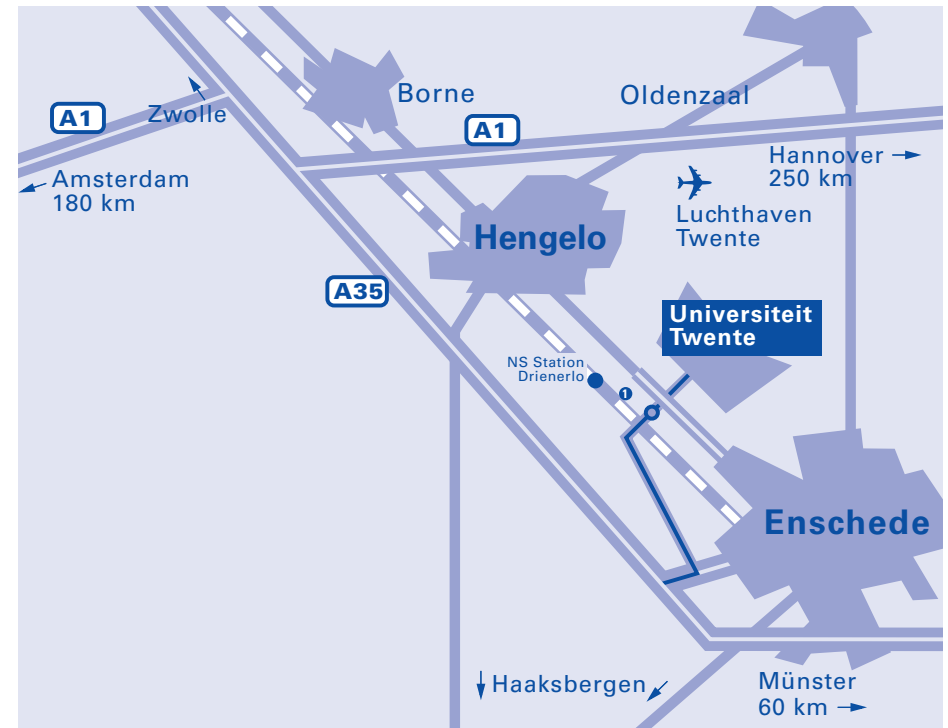 Borne
Oldenzaal
A1
Zwolle
A1
Hannover
250 km
Amsterdam
180 km
Luchthaven
Twente
Hengelo
A35
Universiteit
Twente
NS Station
Drienerlo
1
Enschede
Haaksbergen
Münster
60 km